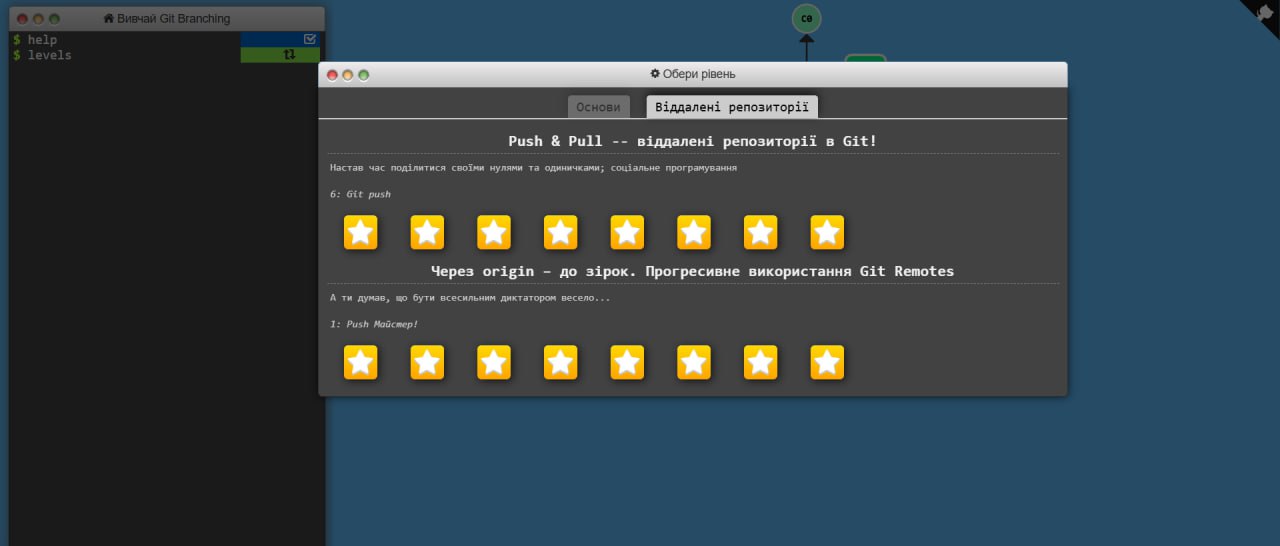 Вивчай Git Branching
$ help
$ levels
c0
Обери рівень
Основи
Віддалені репозиторії
Push & Pull -- віддалені репозиторії в Git!
Настав час поділитися своїми нулями та одиничками; соціальне програмування
6: Git push
Через origin – до зірок. Прогресивне використання Git Remotes
А ти думав, що бути всесильним диктатором весело...
1: Push Майстер!